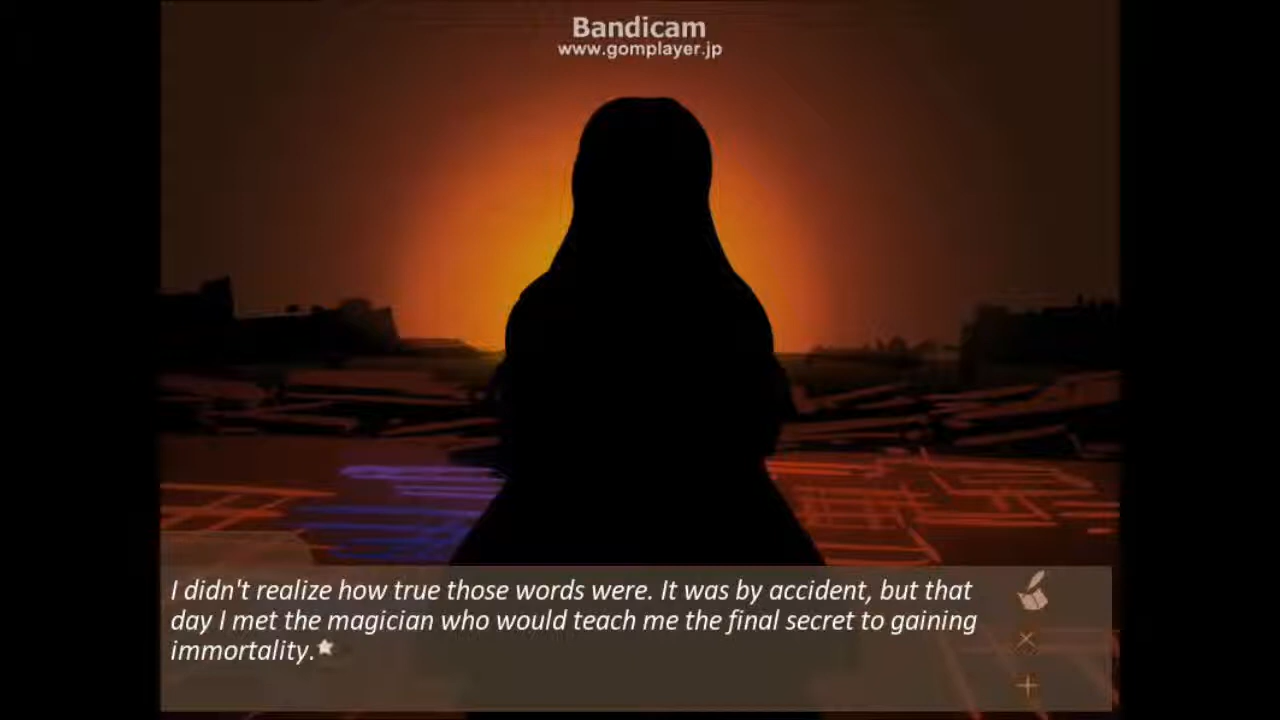 Bandicam
www.gomplayer.jp
I didn't realize how true those words were. It was by accident, but that
day I met the magician who would teach me the final secret to gaining
immortality.